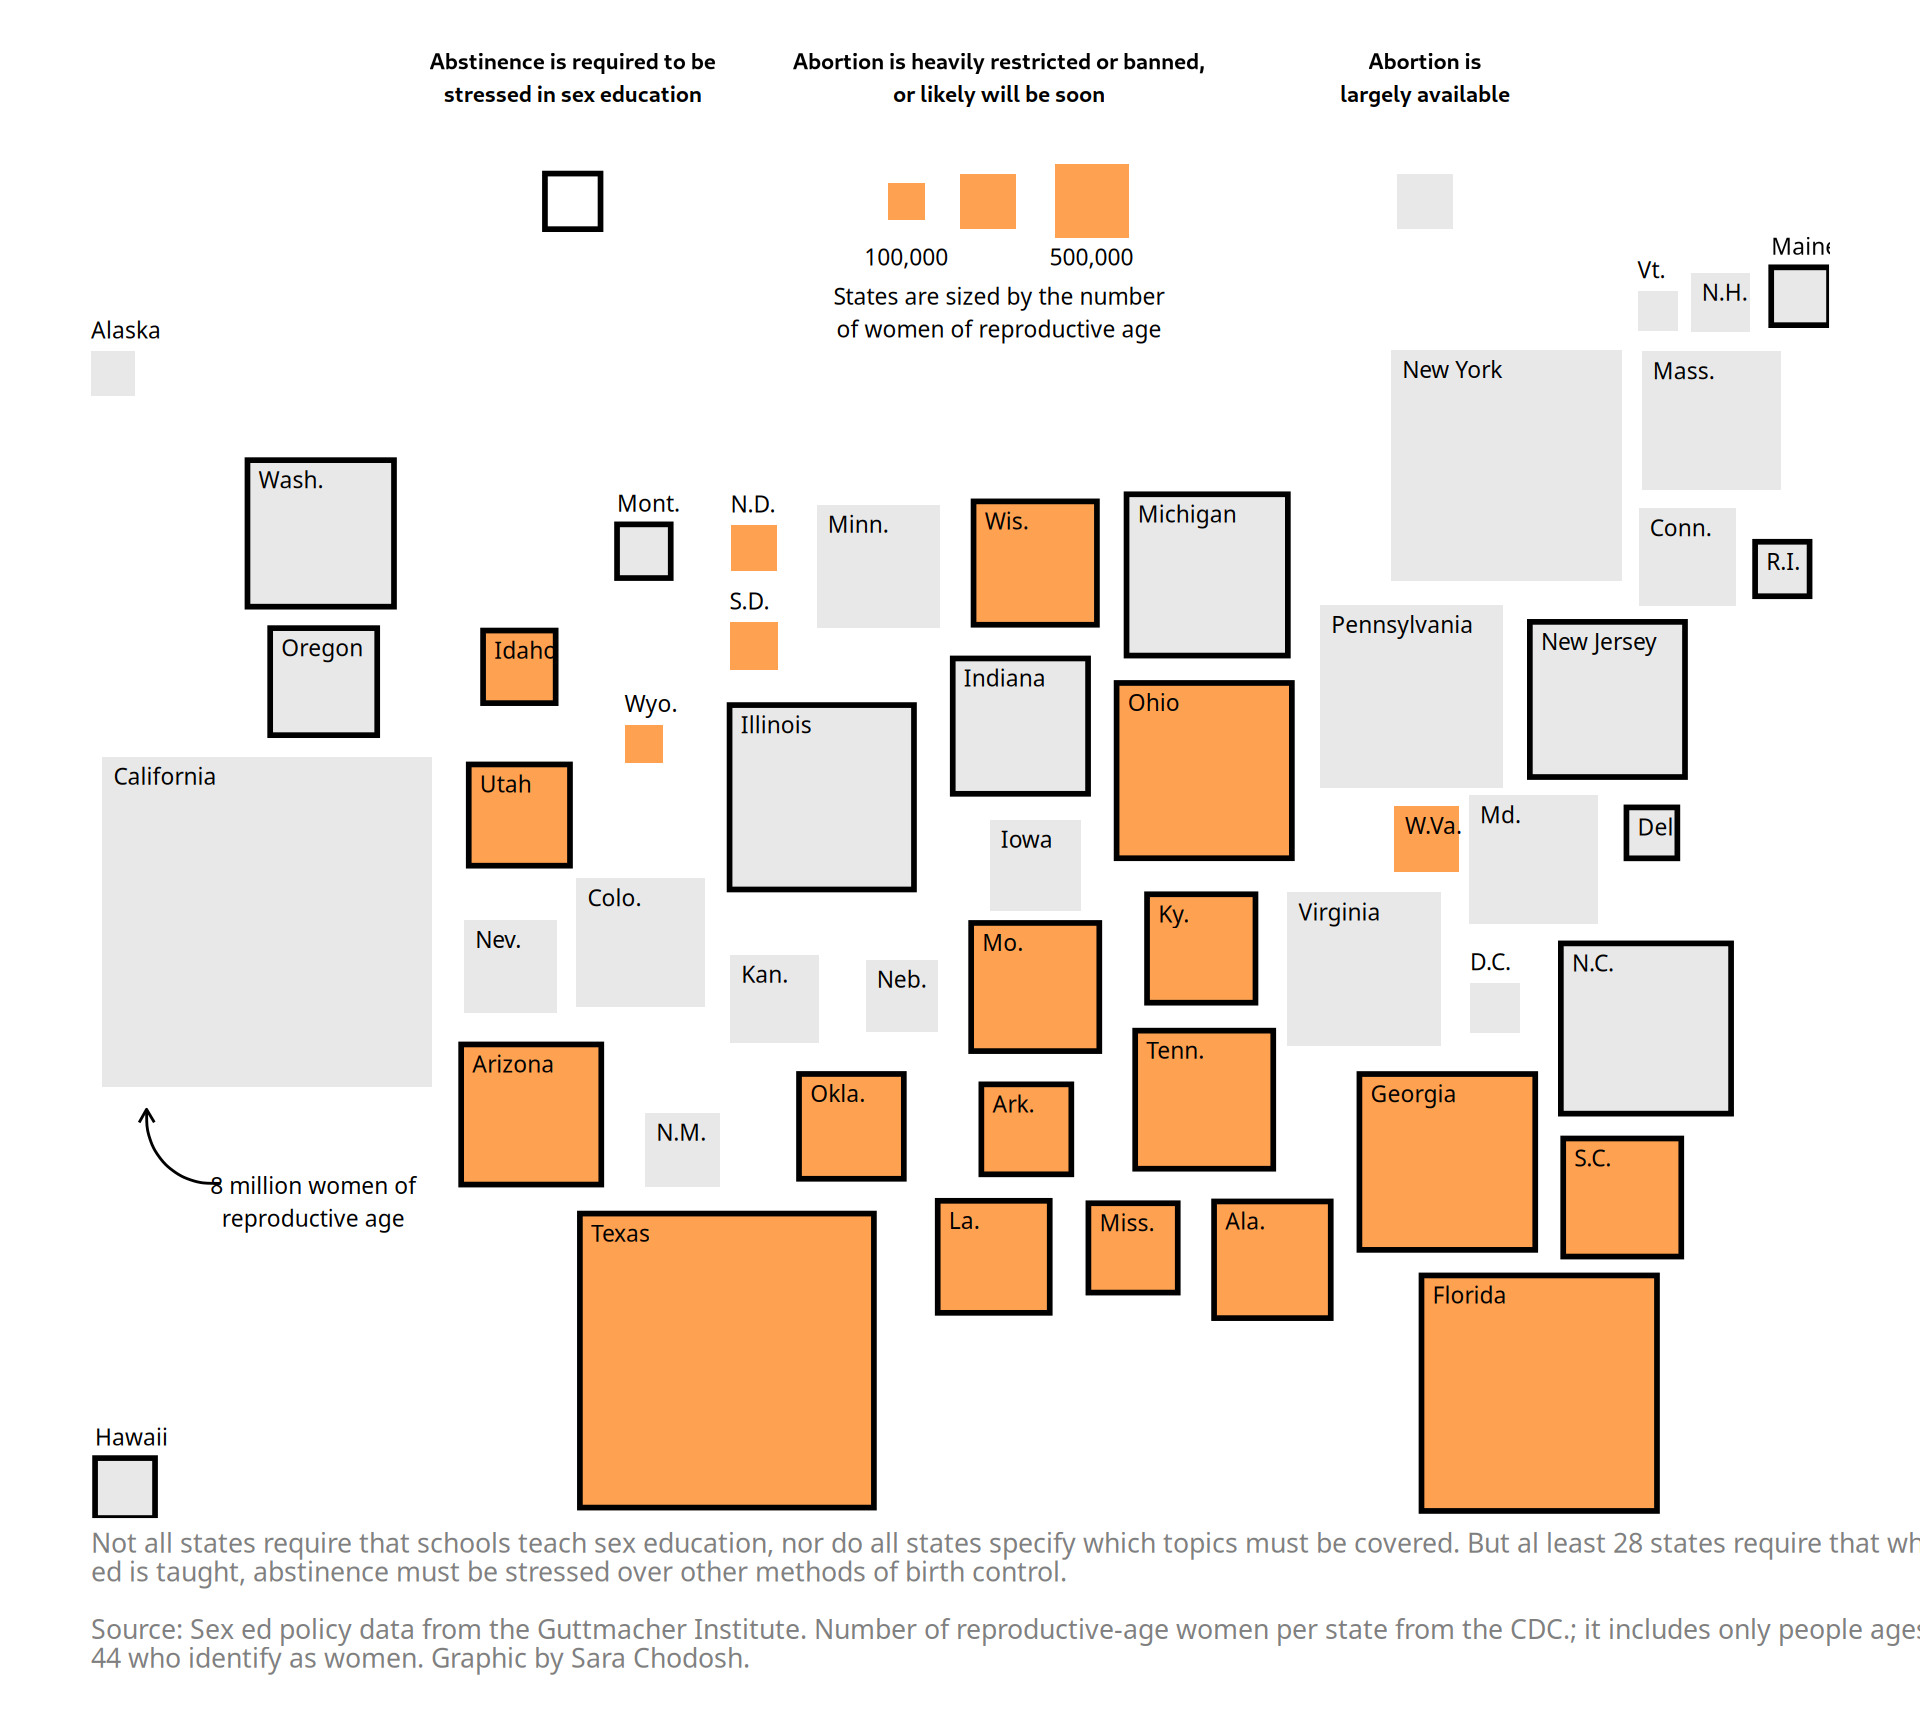 Abstinence is required to be
stressed in sex education
Abortion is heavily restricted or banned,
or likely will be soon
Abortion is
largely available
100,000
500,000
States are sized by the number
of women of reproductive age
Maine
Vt.
N.H.
Alaska
New York
Mass.
Wash.
Mont.
N.D.
Minn.
Wis.
Michigan
Conn.
R.I.
S.D.
Oregon
Idaho
Indiana
Pennsylvania
New Jersey
Wyo.
Illinois
Ohio
California
Utah
Iowa
W.Va.
Md.
Del
Colo.
Nev.
Kan.
Neb.
Mo.
Ky.
Virginia
D.C.
N.C.
Arizona
Okla.
Ark.
Tenn.
Georgia
N.M.
S.C.
8 million women of
reproductive age
Texas
La.
Miss.
Ala.
Florida
Hawaii
Not all states require that schools teach sex education, nor do all states specify which topics must be covered. But al least 28 states require that
ed is taught, abstinence must be stressed over other methods of birth control.
Source: Sex ed policy data from the Guttmacher Institute. Number of reproductive-age women per state from the CDC.; it includes only people ages
44 who identify as women. Graphic by Sara Chodosh.